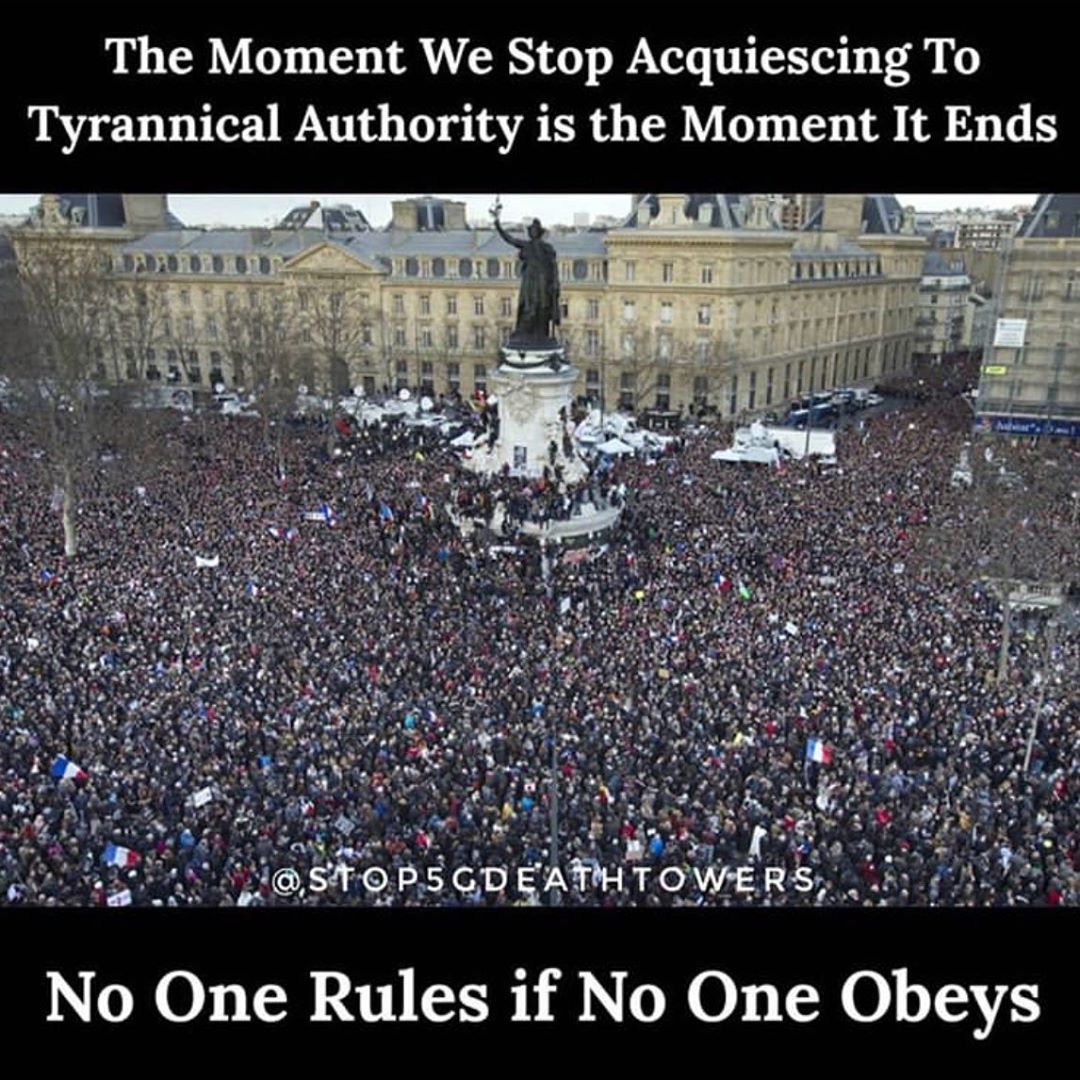 The Moment We Stop Acquiescing To
Tyrannical Authority is the Moment It Ends
@STOP5GDEATHTOWERS
No One Rules if No One Obeys